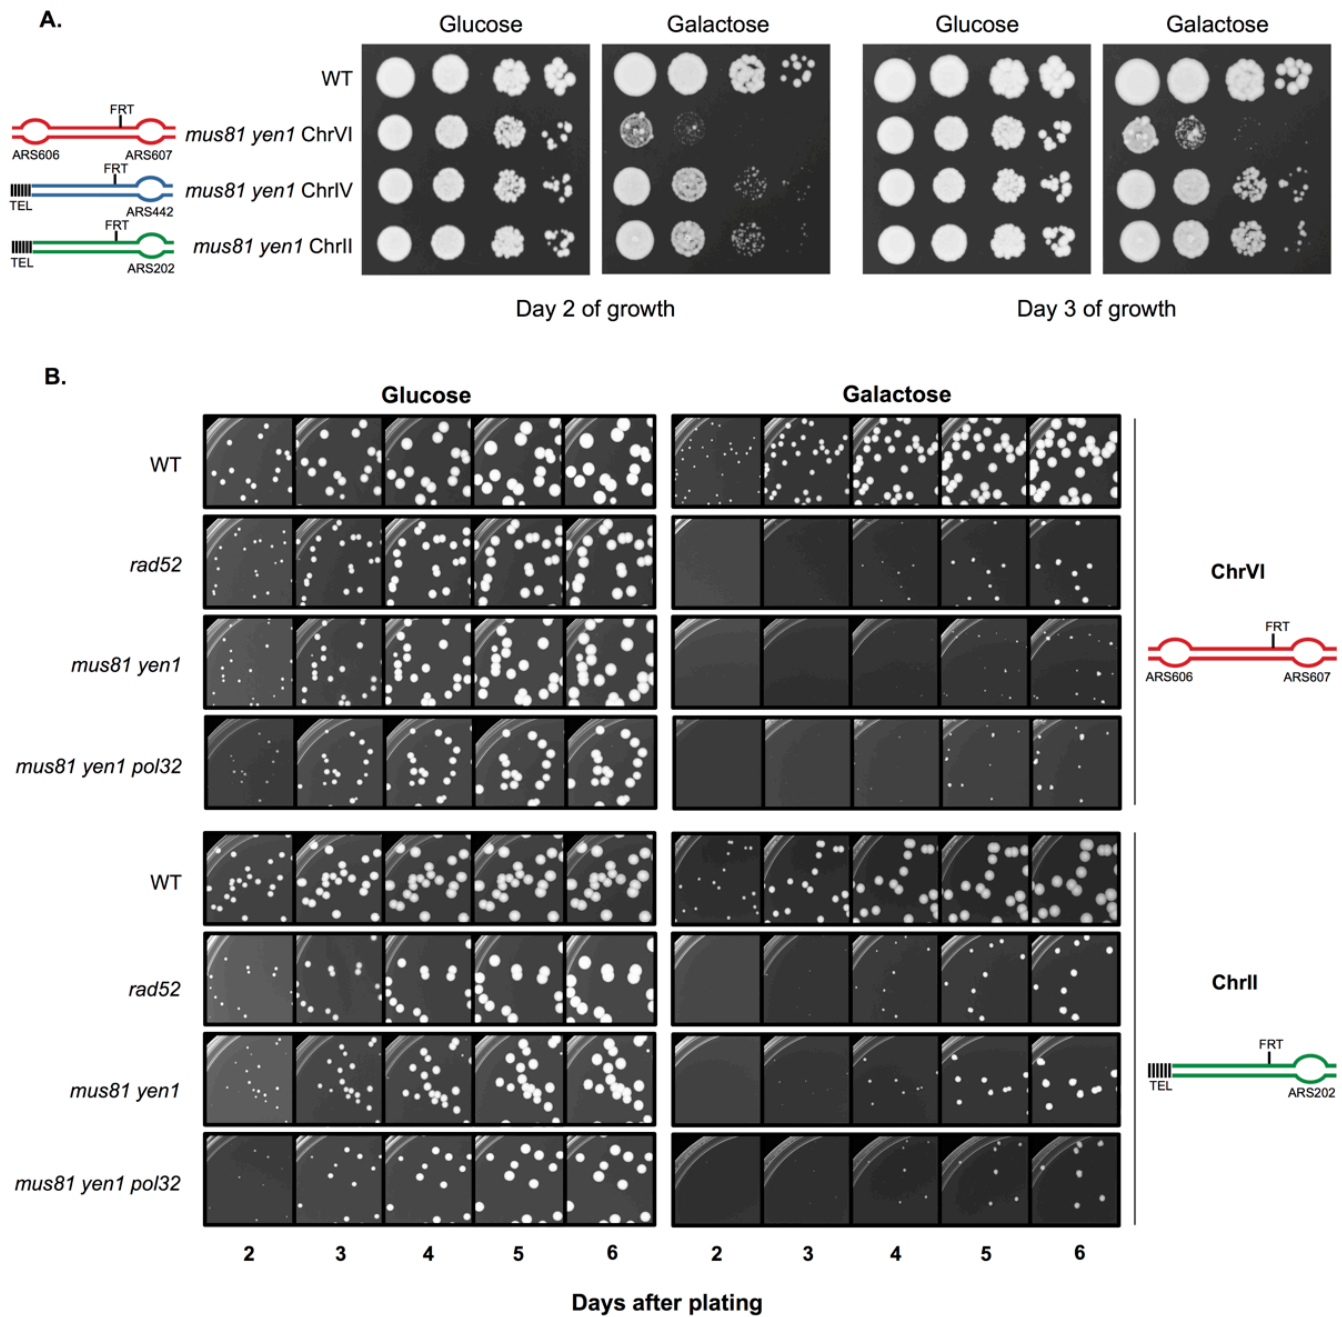 A.
Glucose Galactose Glucose Galactose
WT
FRT
mus81 yen1 ChrVI
ARS606 ARS607
FRT
mus81 yen1 ChrIV
TEL ARS442
FRT
mus81 yen1 ChrII
TEL ARS202
Day 2 of growth Day 3 of growth
B.
Glucose Galactose
WT
rad52
ChrVI
FRT
mus81 yen1
ARS606 ARS607
mus81 yen1 pol32
WT
rad52
ChrII
FRT
mus81 yen1
TEL ARS202
mus81 yen1 pol32
2 3 4 5 6 2 3 4 5 6
Days after plating